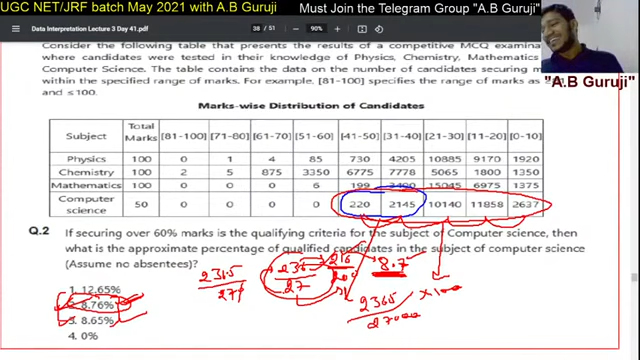 UGC NET/JRF batch May 2021 with A.B Guruji
Must Join the Telegram Group "A.B Guruji"
Data Interpretation Lecture 3 Day 41.pdf
38 / 51
90%
Consider the following table that presents the results of a competitive MCQ examina
where candidates were tested in their knowledge of Physics, Chemistry, Mathematics
Computer Science. The table contains the data on the number of candidates securing m
within the specified range of marks. For example, [81-100] specifies the range of marks as
and ≤100.
"A.B Guruji"
Marks-wise Distribution of Candidates
Subject Total Marks [81-100] [71-80] [61-70] [51-60] [41-50] [31-40] [21-30] [11-20] [0-10]
Physics 100 0 1 4 85 730 4205 10885 9170 1920
Chemistry 100 2 5 875 3350 6775 7778 5065 1800 1350
Mathematics 100 0 0 0 6 199 3400 15045 6975 1375
Computer science 50 0 0 0 0 220 2145 10140 11858 2637
Q.2 If securing over 60% marks is the qualifying criteria for the subject of Computer Science, then
what is the approximate percentage of qualified candidates in the subject of computer science
(Assume no absentees?)
1. 12.65%
2. 8.76%
3. 8.65%
4. 0%
236
27
8.7
2365
27000
×100